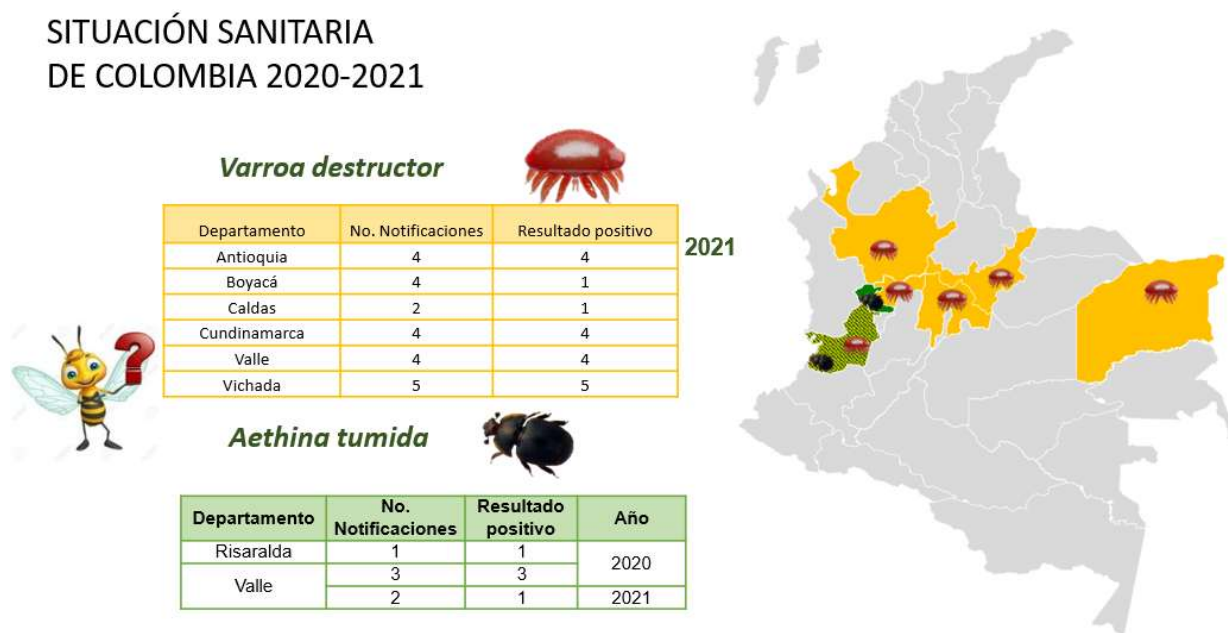 SITUACIÓN SANITARIA
DE COLOMBIA 2020-2021
Varroa destructor
Departamento No. Notificaciones Resultado positivo
Antioquia 4 4
Boyacá 4 1
Caldas 2 1
Cundinamarca 4 4
Valle 4 4
Vichada 5 5
2021
?
Aethina tumida
Departamento No. Notificaciones Resultado positivo Año
Risaralda 1 1 2020
Valle 3 3
2 1 2021